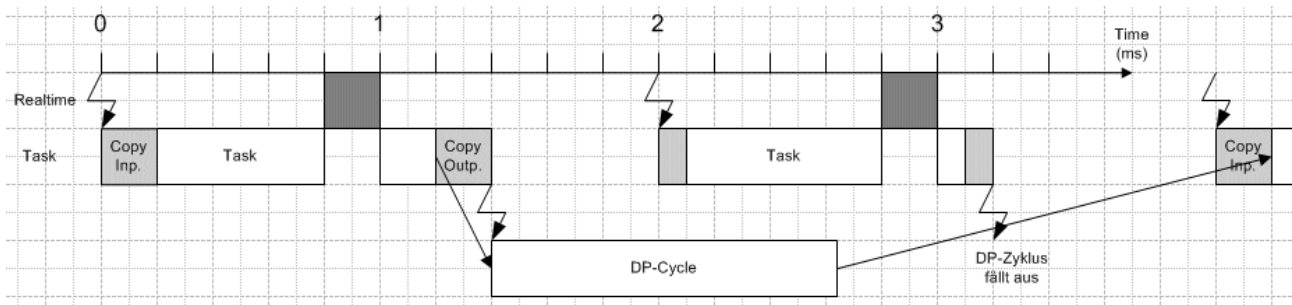 0 1 2 3
Time
(ms)
Realtime
Task
Copy
Inp.
Task
Copy
Outp.
Task
Copy
Inp.
DP-Cycle
DP-Zyklus
fällt aus